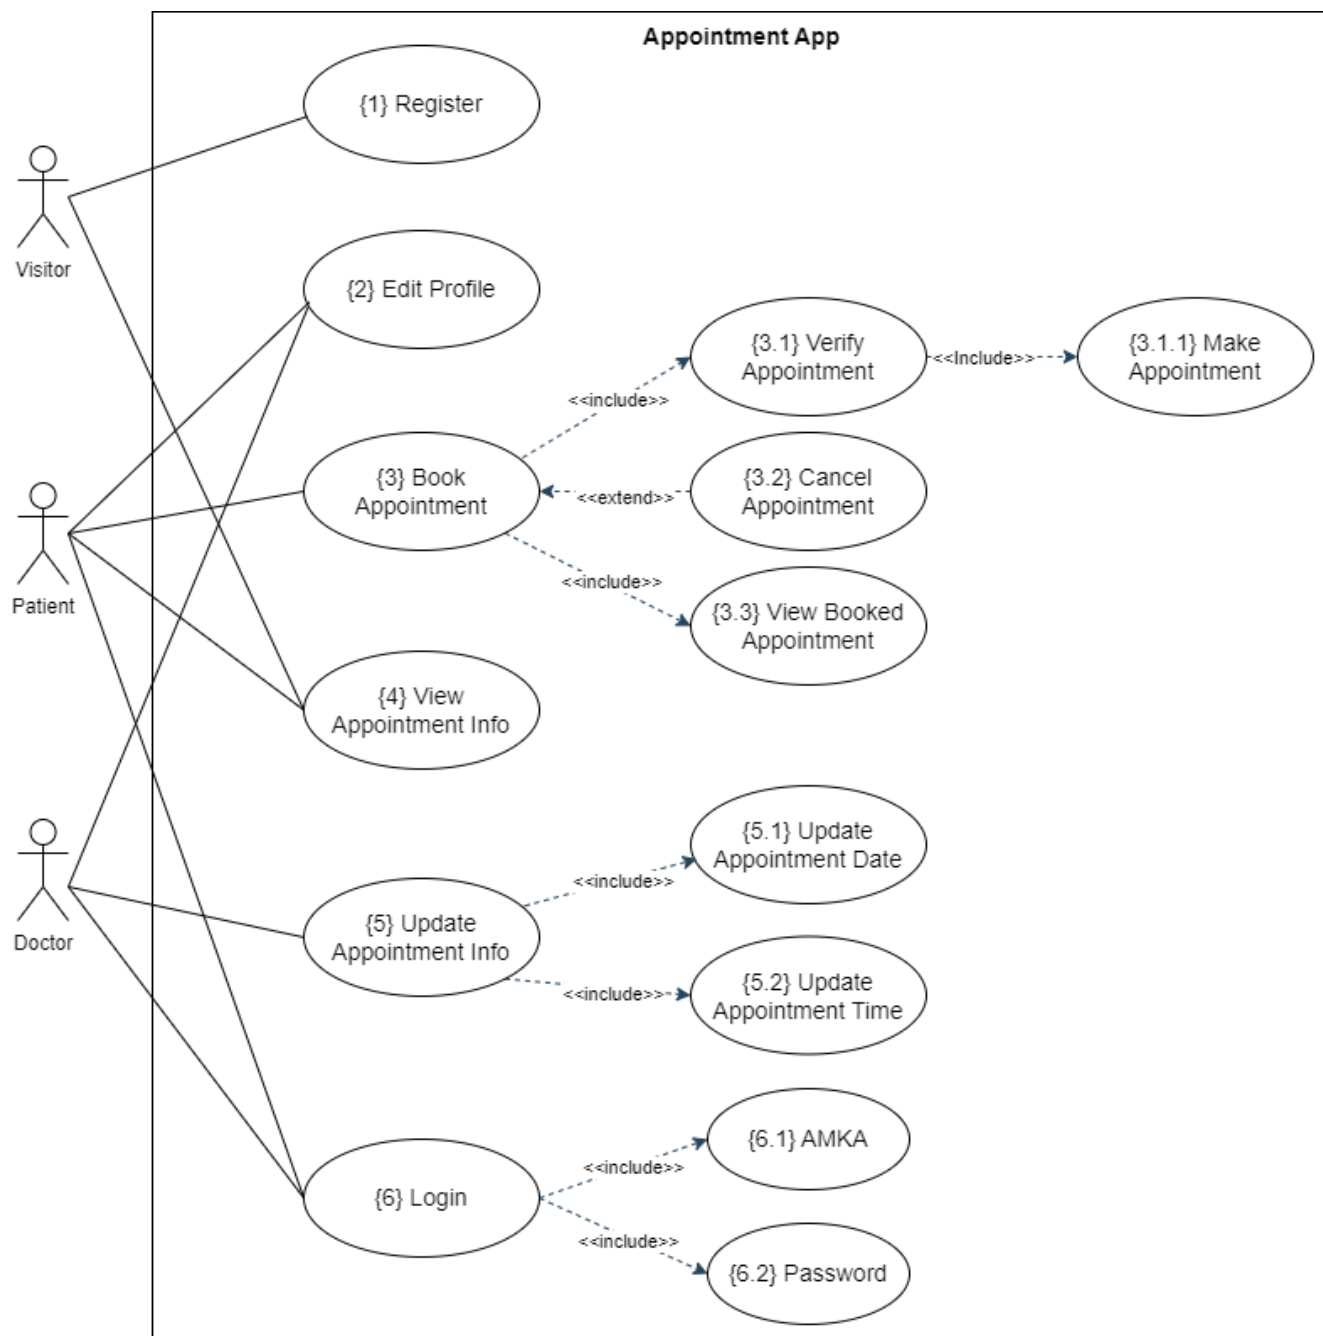 Appointment App
{1} Register
Visitor
{2} Edit Profile
{3.1} Verify
Appointment
<<Include>>
{3.1.1} Make
Appointment
<<include>>
{3} Book
Appointment
<<extend>>
{3.2} Cancel
Appointment
Patient
<<include>>
{3.3} View Booked
Appointment
{4} View
Appointment Info
{5.1} Update
Appointment Date
<<include>>
Doctor
{5} Update
Appointment Info
<<include>>
{5.2} Update
Appointment Time
{6.1} AMKA
<<include>>
{6} Login
<<include>>
{6.2} Password